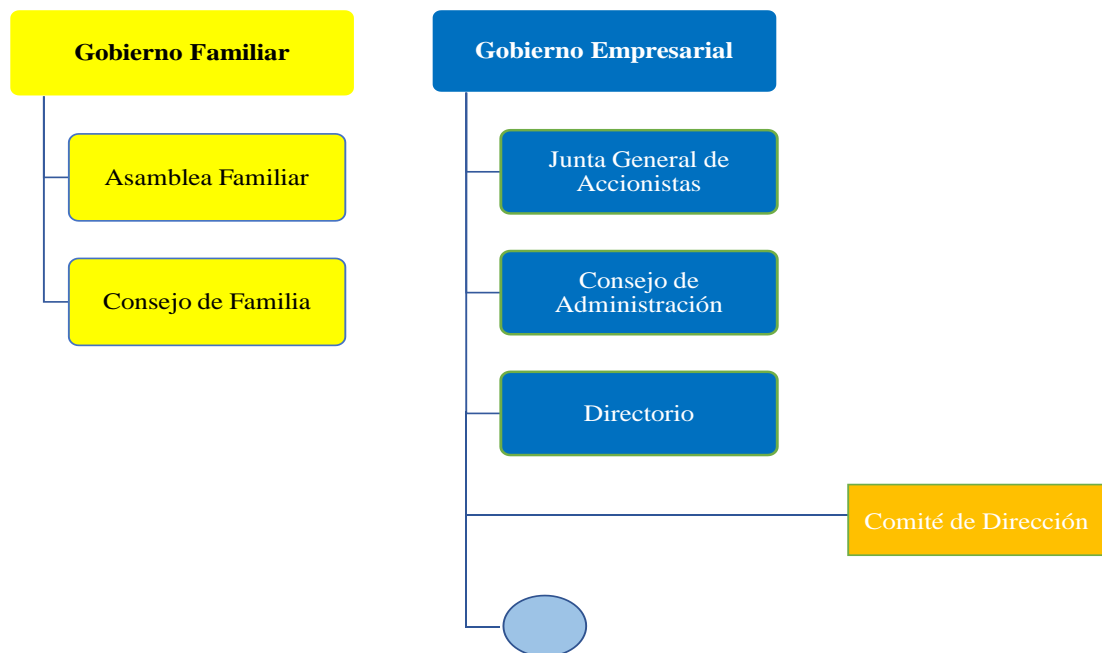 Gobierno Familiar
Asamblea Familiar
Consejo de Familia
Gobierno Empresarial
Junta General de
Accionistas
Consejo de
Administración
Directorio
Comité de Dirección